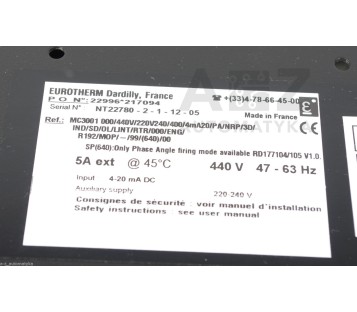 EUROTHERM Dardilly, France
☎ +(33)4-78-66-45-00
P O N°: 22996*217094
Serial N° NT22780 - 2 - 1 - 12 - 05
Made in France
Ref.: MC3001 000/440V/220V240/400/4mA20/PA/NRP/3D/
IND/SD/DL/LINT/RTR/000/ENG/
R192/MOP/-/99/(640)/00
SP(640):Only Phase Angle firing mode available RD177104/105 V1.0.
5A ext @ 45°C 440 V 47 - 63 Hz
Input 4-20 mA DC
Auxiliary supply 220-240 V
Consignes de sécurité : voir manuel d'installation
Safety instructions : see user manual